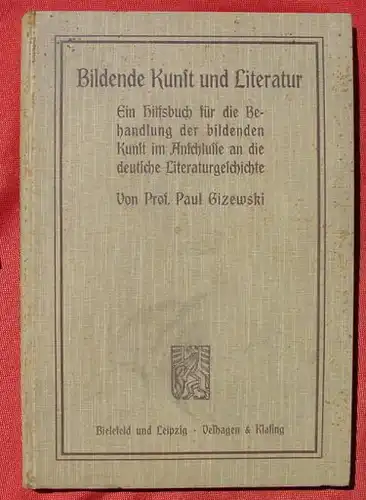 Bildende Kunst und Literatur
Ein Hilfsbuch für die Be-
handlung der bildenden
Kunst im Anschlusse an die
deutsche Literaturgeschichte
Von Prof. Paul Gizewski
Bielefeld und Leipzig · Velhagen & Klasing